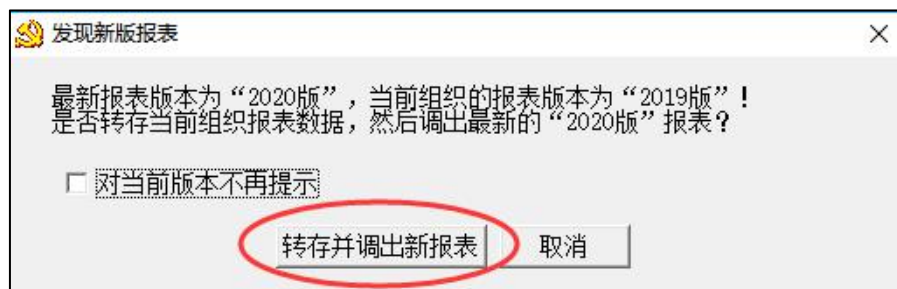 发现新版报表
最新报表版本为“2020版”，当前组织的报表版本为“2019版”！
是否转存当前组织报表数据，然后调出最新的“2020版”报表？
对当前版本不再提示
转存并调出新报表 取消